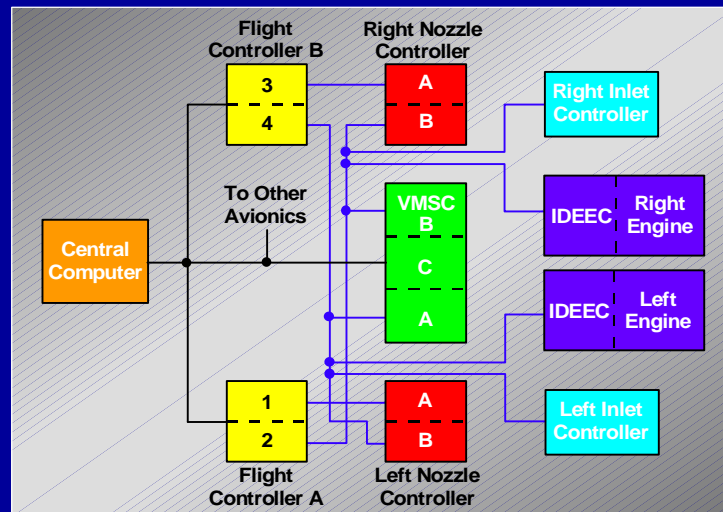 Flight
Controller B
Right Nozzle
Controller
3
4
A
B
Right Inlet
Controller
To Other
Avionics
VMSC
B
C
A
IDEEC
Right
Engine
Central
Computer
IDEEC
Left
Engine
1
2
A
B
Left Inlet
Controller
Flight
Controller A
Left Nozzle
Controller